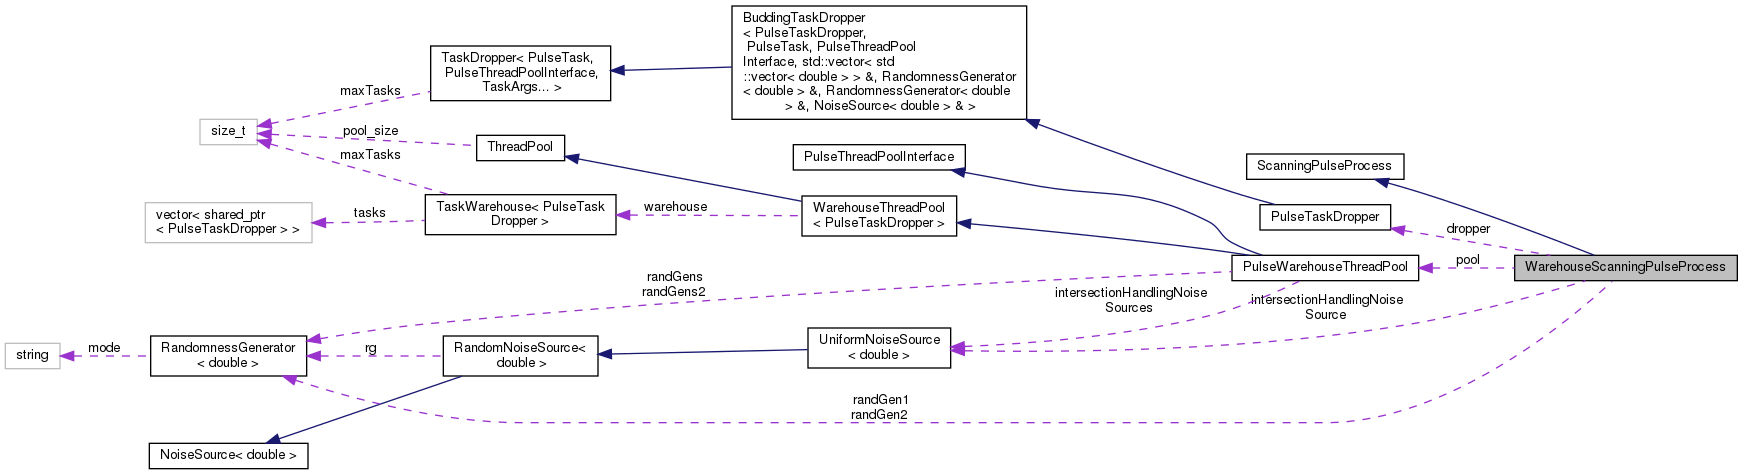 BuddingTaskDropper
< PulseTaskDropper,
PulseTask, PulseThreadPool
Interface, std::vector< std
::vector< double > > &, RandomnessGenerator
< double > &, RandomnessGenerator< double
> &, NoiseSource< double > & >
TaskDropper< PulseTask,
PulseThreadPoolInterface,
TaskArgs... >
maxTasks
size_t
pool_size
ThreadPool
maxTasks
PulseThreadPoolInterface
ScanningPulseProcess
vector< shared_ptr
< PulseTaskDropper > >
tasks
TaskWarehouse< PulseTask
Dropper >
warehouse
WarehouseThreadPool
< PulseTaskDropper >
PulseTaskDropper
dropper
PulseWarehouseThreadPool
pool
WarehouseScanningPulseProcess
randGens
randGens2
intersectionHandlingNoise
Sources
intersectionHandlingNoise
Source
string
mode
RandomnessGenerator
< double >
rg
RandomNoiseSource<
double >
UniformNoiseSource
< double >
randGen1
randGen2
NoiseSource< double >